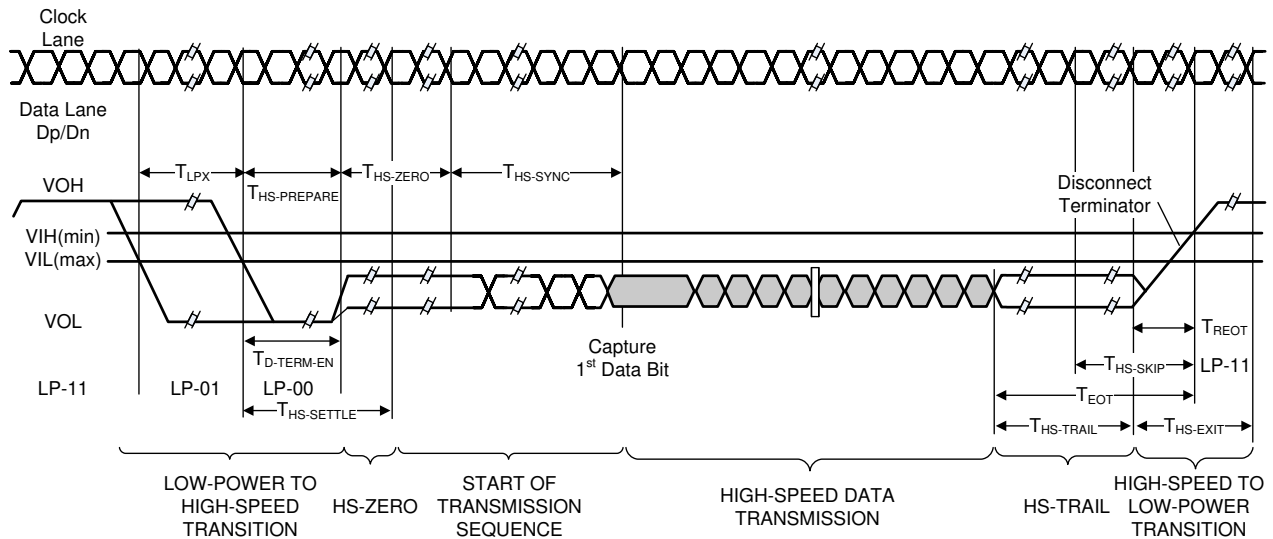 Clock
Lane
Data Lane
Dp/Dn
TLPX
THS-PREPARE
THS-ZERO
THS-SYNC
VOH
Disconnect
Terminator
VIH(min)
VIL(max)
VOL
TD-TERM-EN
Capture
1st Data Bit
TREOT
THS-SKIP
LP-11
LP-11
LP-01
LP-00
TEOT
THS-SETTLE
THS-TRAIL
THS-EXIT
LOW-POWER TO
HIGH-SPEED
TRANSITION
HS-ZERO
START OF
TRANSMISSION
SEQUENCE
HIGH-SPEED DATA
TRANSMISSION
HS-TRAIL
HIGH-SPEED TO
LOW-POWER
TRANSITION